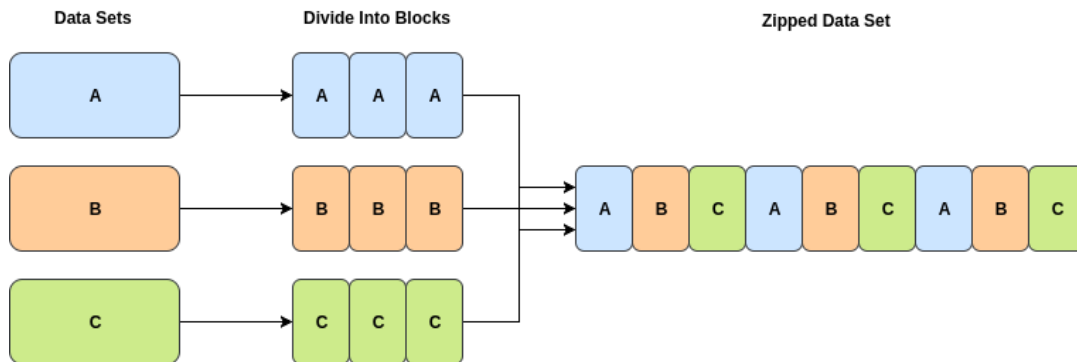 Data Sets
Divide Into Blocks
Zipped Data Set
A
A A A
B
B B B
A B C A B C A B C
C
C C C